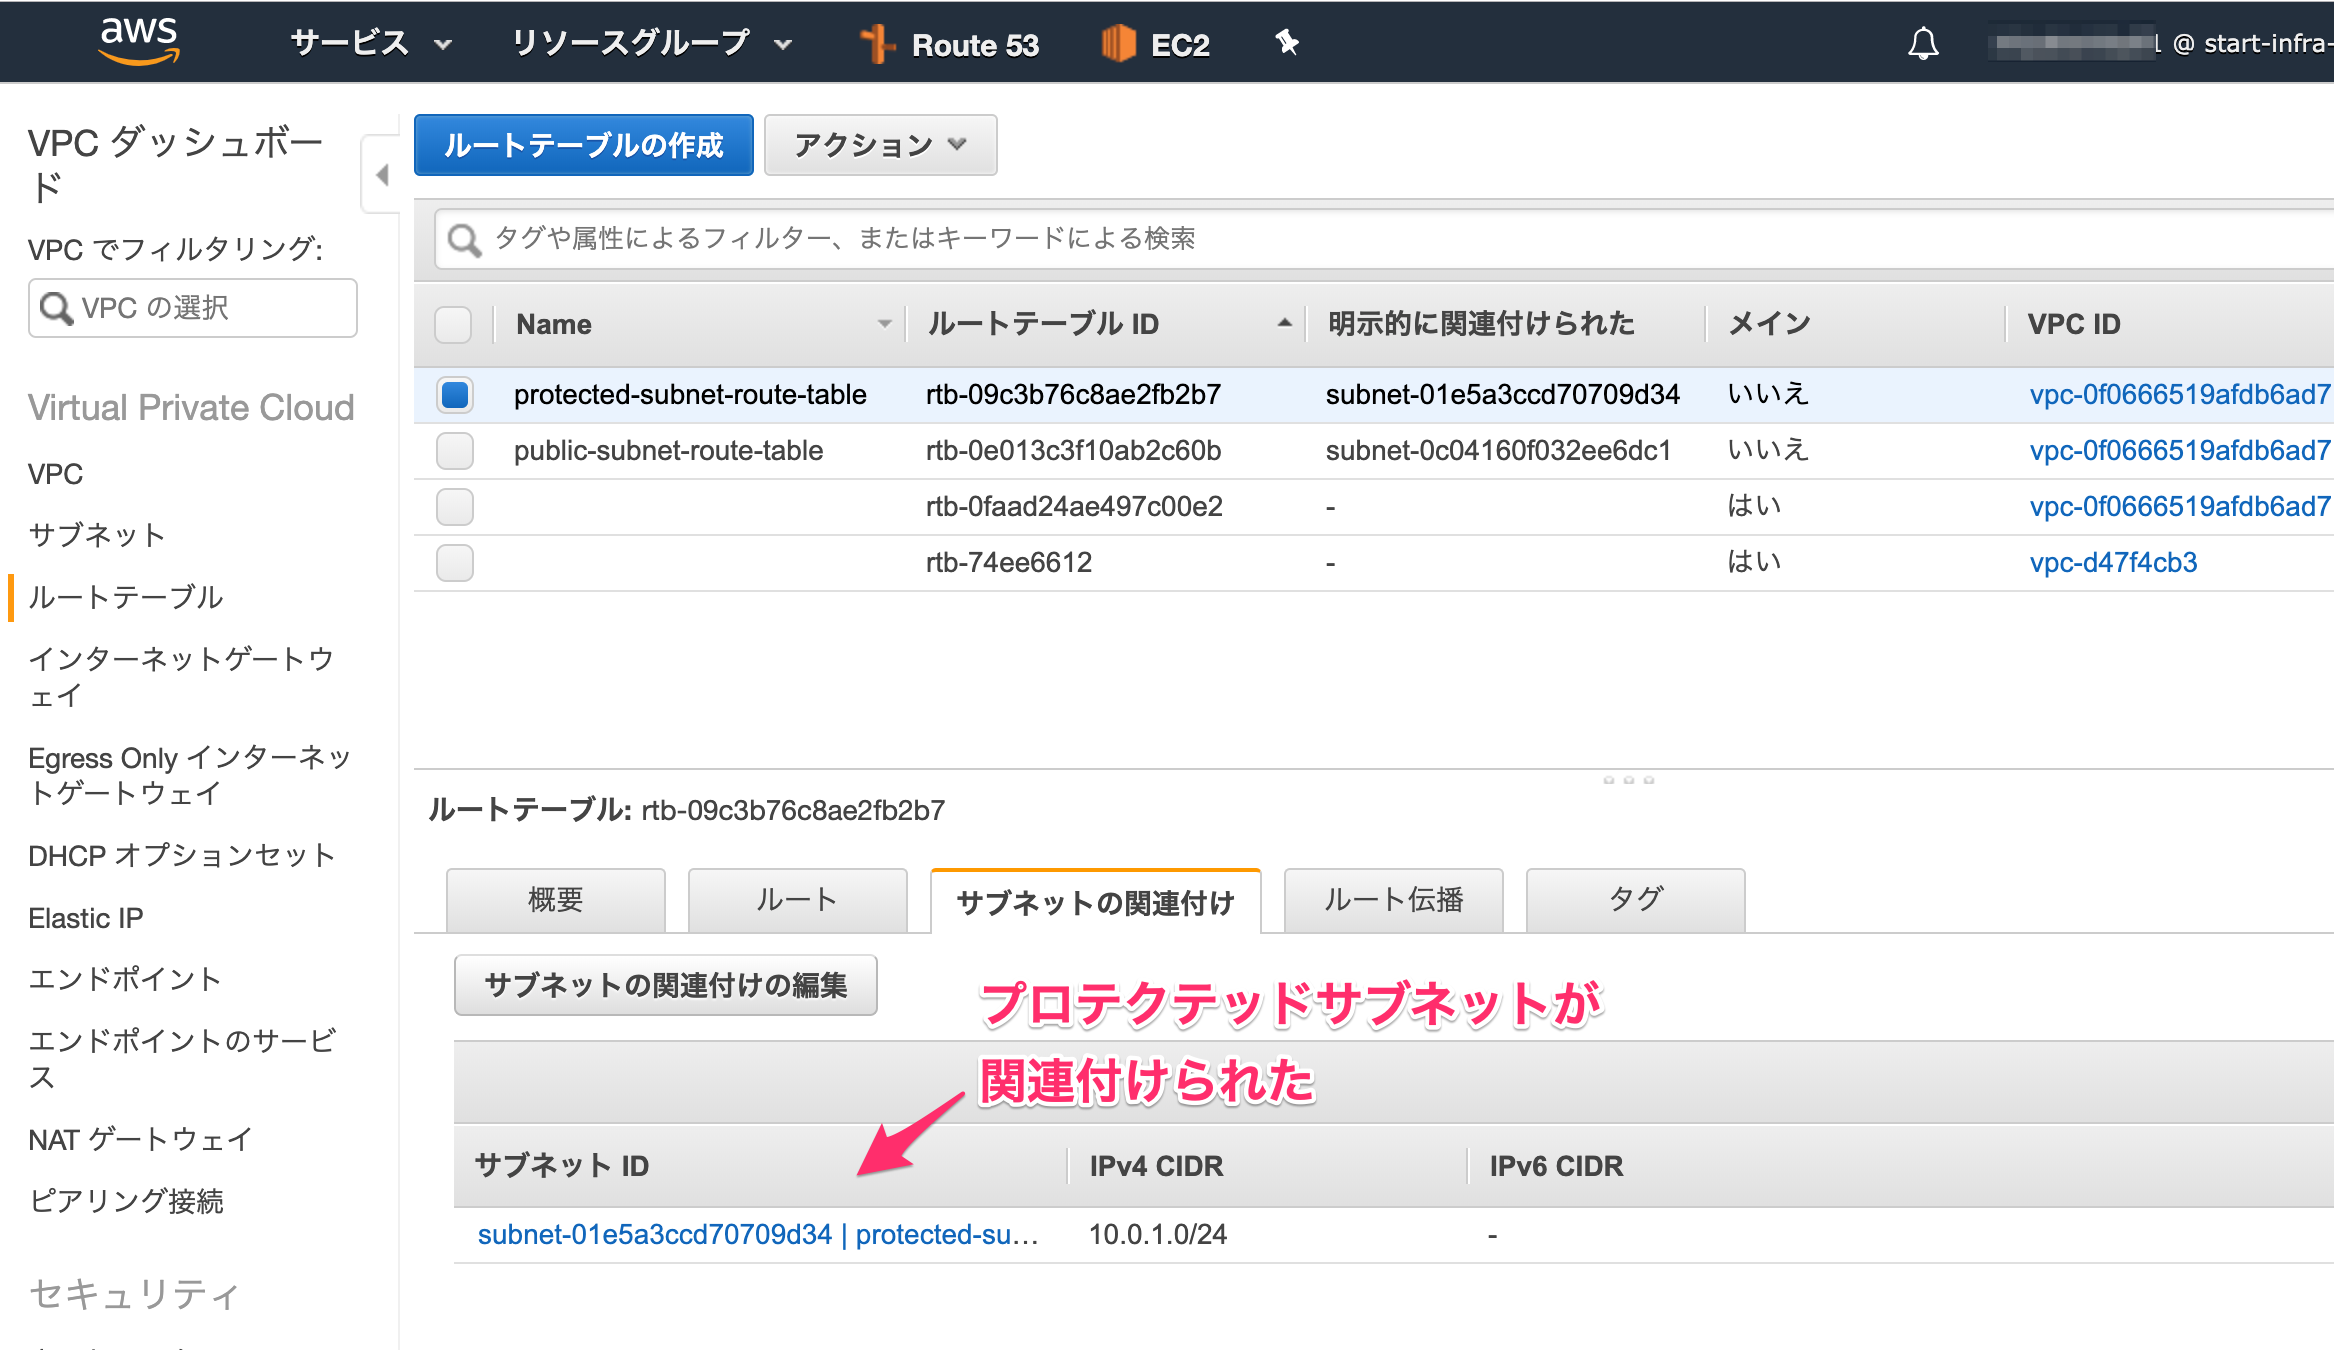 aws
サービス
リソースグループ
Route 53
EC2
@ start-infra-
VPC ダッシュボー
ド
VPC でフィルタリング:
VPC の選択
Virtual Private Cloud
VPC
サブネット
ルートテーブル
インターネットゲートウ
ェイ
Egress Only インターネッ
トゲートウェイ
DHCP オプションセット
Elastic IP
エンドポイント
エンドポイントのサービ
ス
NAT ゲートウェイ
ピアリング接続
セキュリティ
ルートテーブルの作成
アクション
タグや属性によるフィルター、またはキーワードによる検索
Name ルートテーブル ID 明示的に関連付けられた メイン VPC ID
protected-subnet-route-table rtb-09c3b76c8ae2fb2b7 subnet-01e5a3ccd70709d34 いいえ vpc-0f0666519afdb6ad7
public-subnet-route-table rtb-0e013c3f10ab2c60b subnet-0c04160f032ee6dc1 いいえ vpc-0f0666519afdb6ad7
rtb-0faad24ae497c00e2 - はい vpc-0f0666519afdb6ad7
rtb-74ee6612 - はい vpc-d47f4cb3
ルートテーブル: rtb-09c3b76c8ae2fb2b7
概要
ルート
サブネットの関連付け
ルート伝播
タグ
サブネットの関連付けの編集
プロテクテッドサブネットが
関連付けられた
サブネット ID IPv4 CIDR IPv6 CIDR
subnet-01e5a3ccd70709d34 | protected-su... 10.0.1.0/24 -